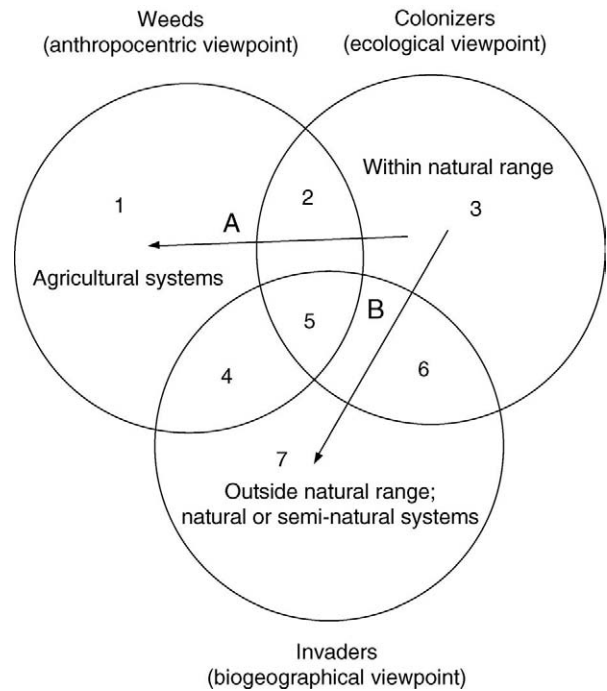 Weeds
(anthropocentric viewpoint)
Colonizers
(ecological viewpoint)
Within natural range
1
2
3
A
Agricultural systems
5
B
4
6
7
Outside natural range;
natural or semi-natural systems
Invaders
(biogeographical viewpoint)